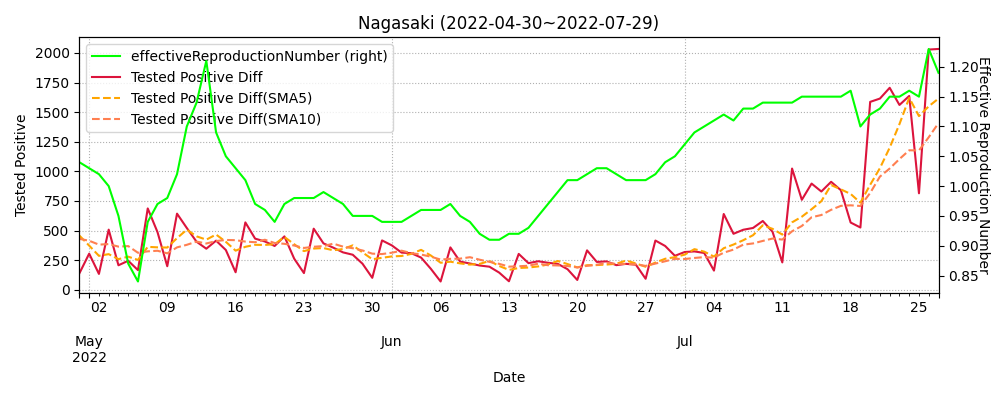 Nagasaki (2022-04-30~2022-07-29)
effectiveReproductionNumber (right)
Tested Positive Diff
Tested Positive Diff(SMA5)
Tested Positive Diff(SMA10)
Tested Positive
2000
1750
1500
1250
1000
750
500
250
0
1.20
1.15
1.10
1.05
1.00
0.95
0.90
0.85
Effective Reproduction Number
02 09 16 23 30 06 13 20 27 04 11 18 25
May Jun Jul
2022
Date